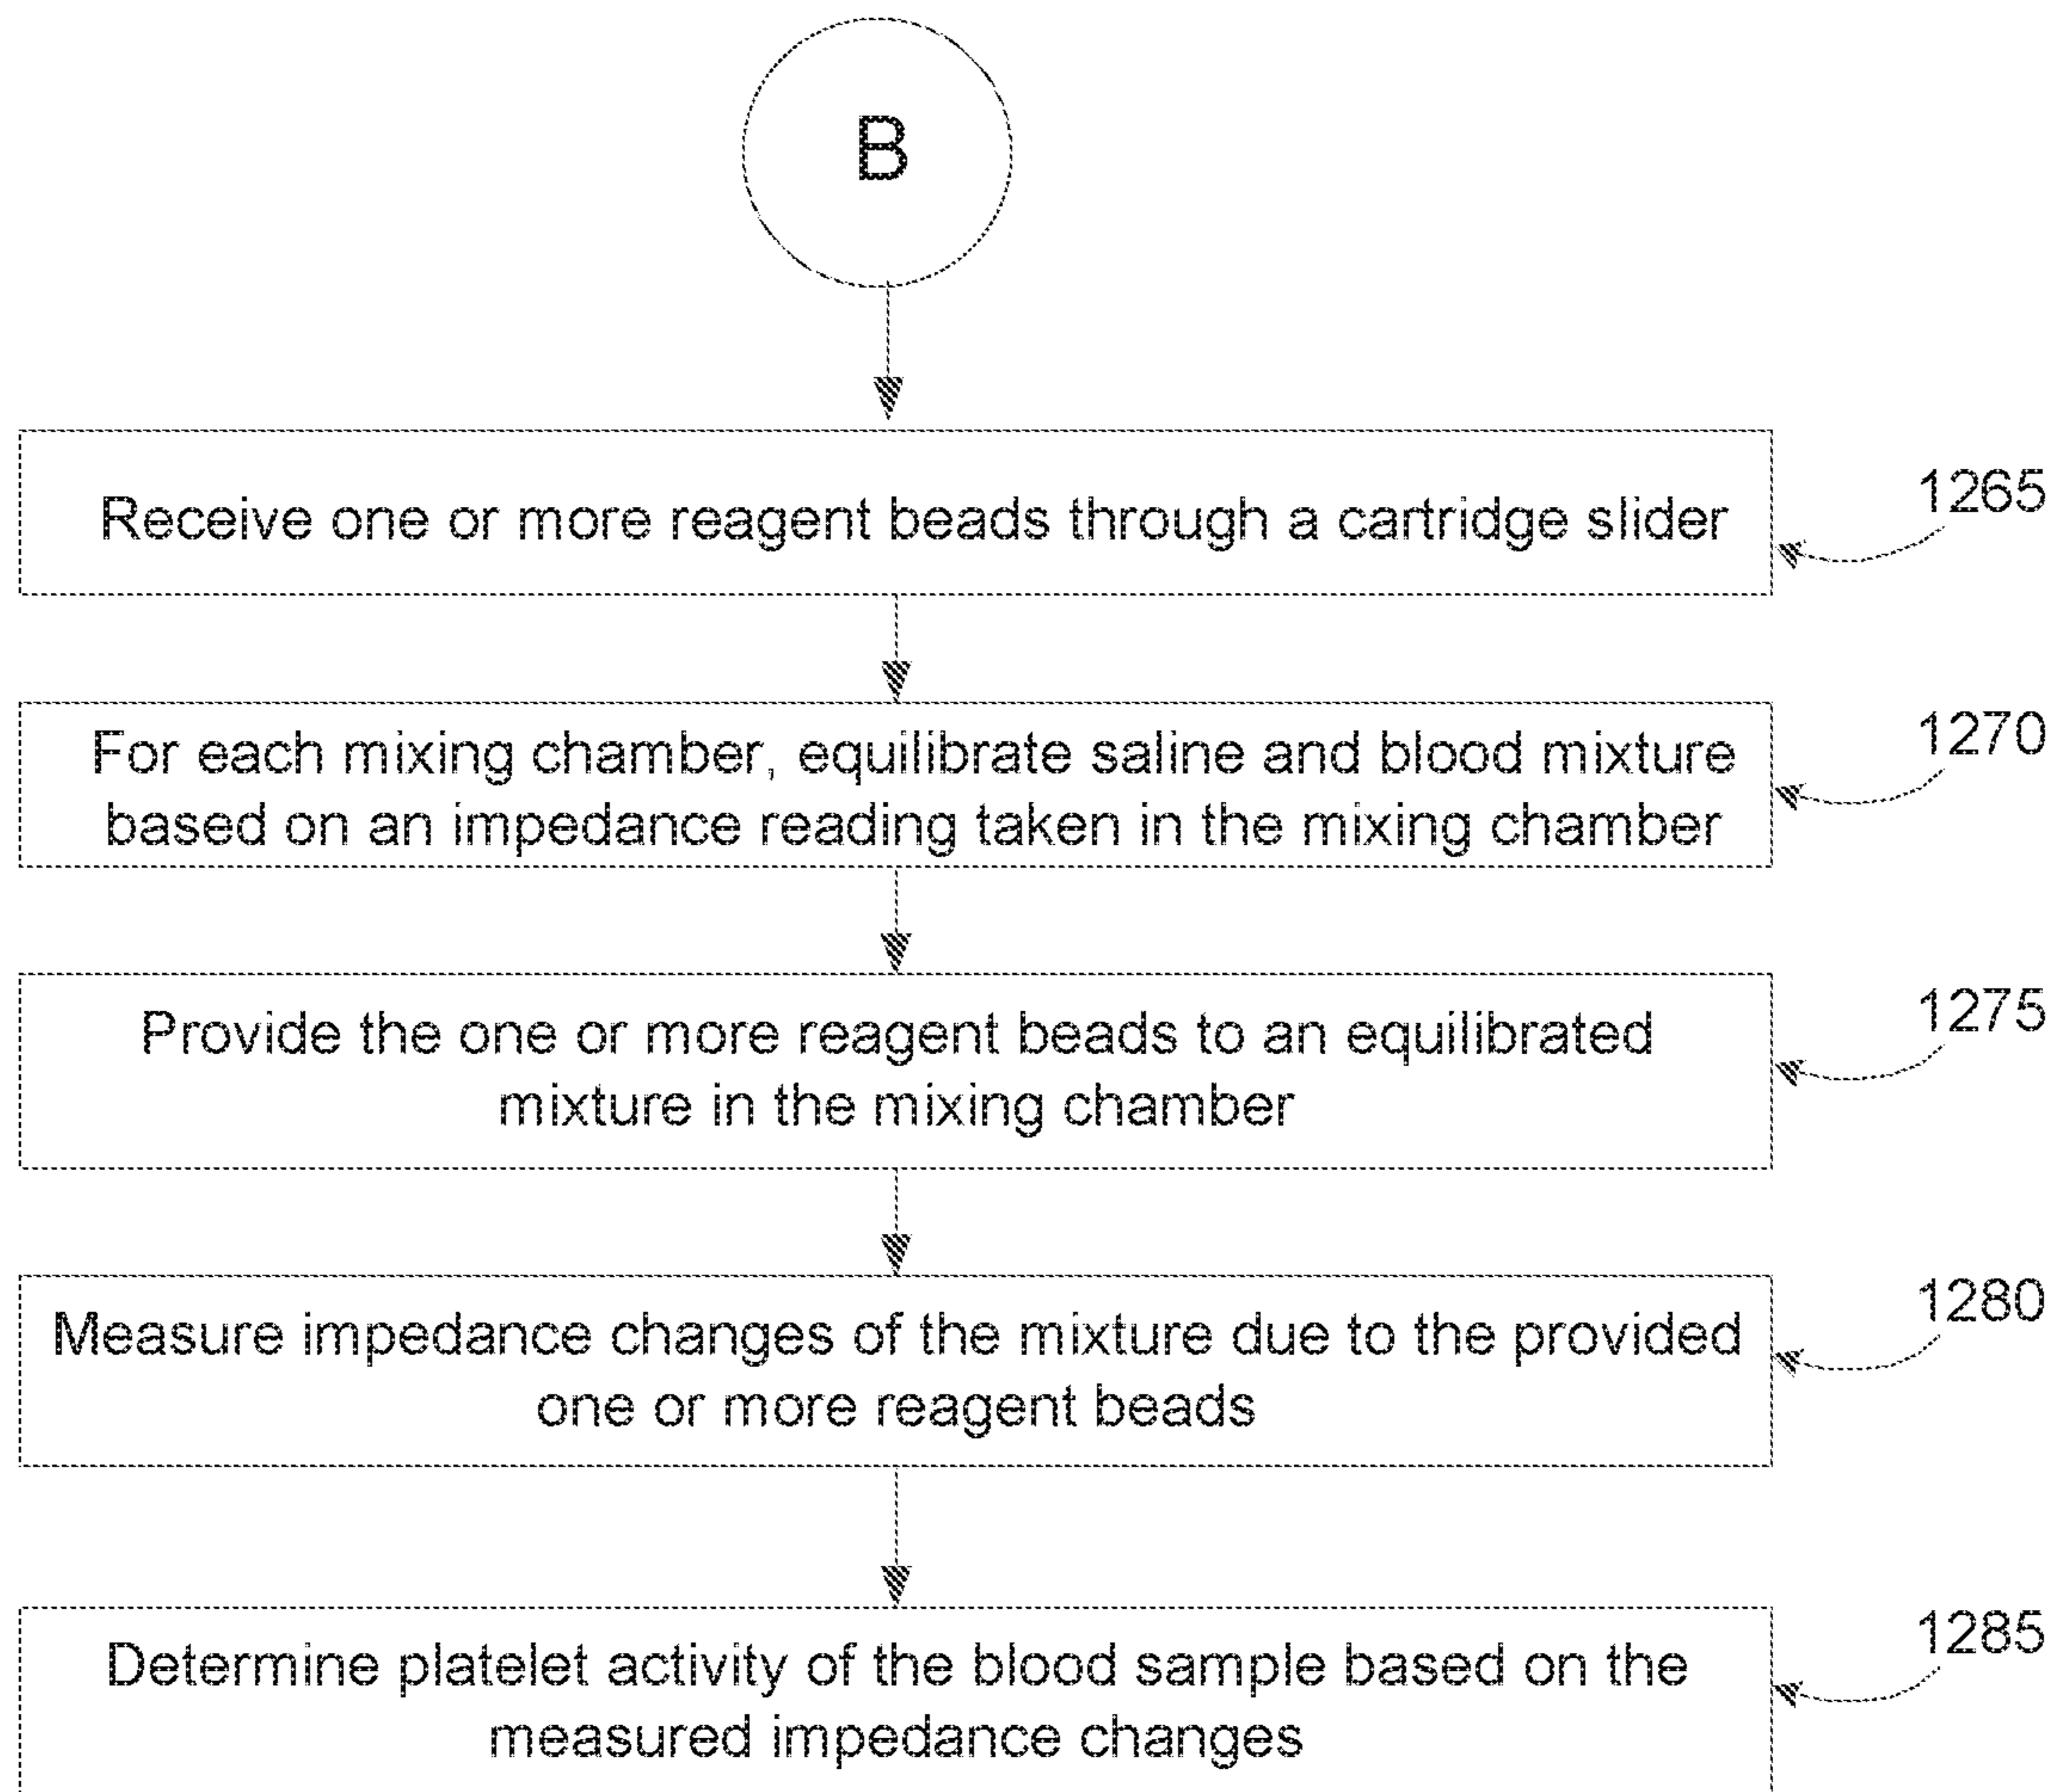 B
Receive one or more reagent beads through a cartridge slider
1265
For each mixing chamber, equilibrate saline and blood mixture
based on an impedance reading taken in the mixing chamber
1270
Provide the one or more reagent beads to an equilibrated
mixture in the mixing chamber
1275
Measure impedance changes of the mixture due to the provided
one or more reagent beads
1280
Determine platelet activity of the blood sample based on the
measured impedance changes
1285